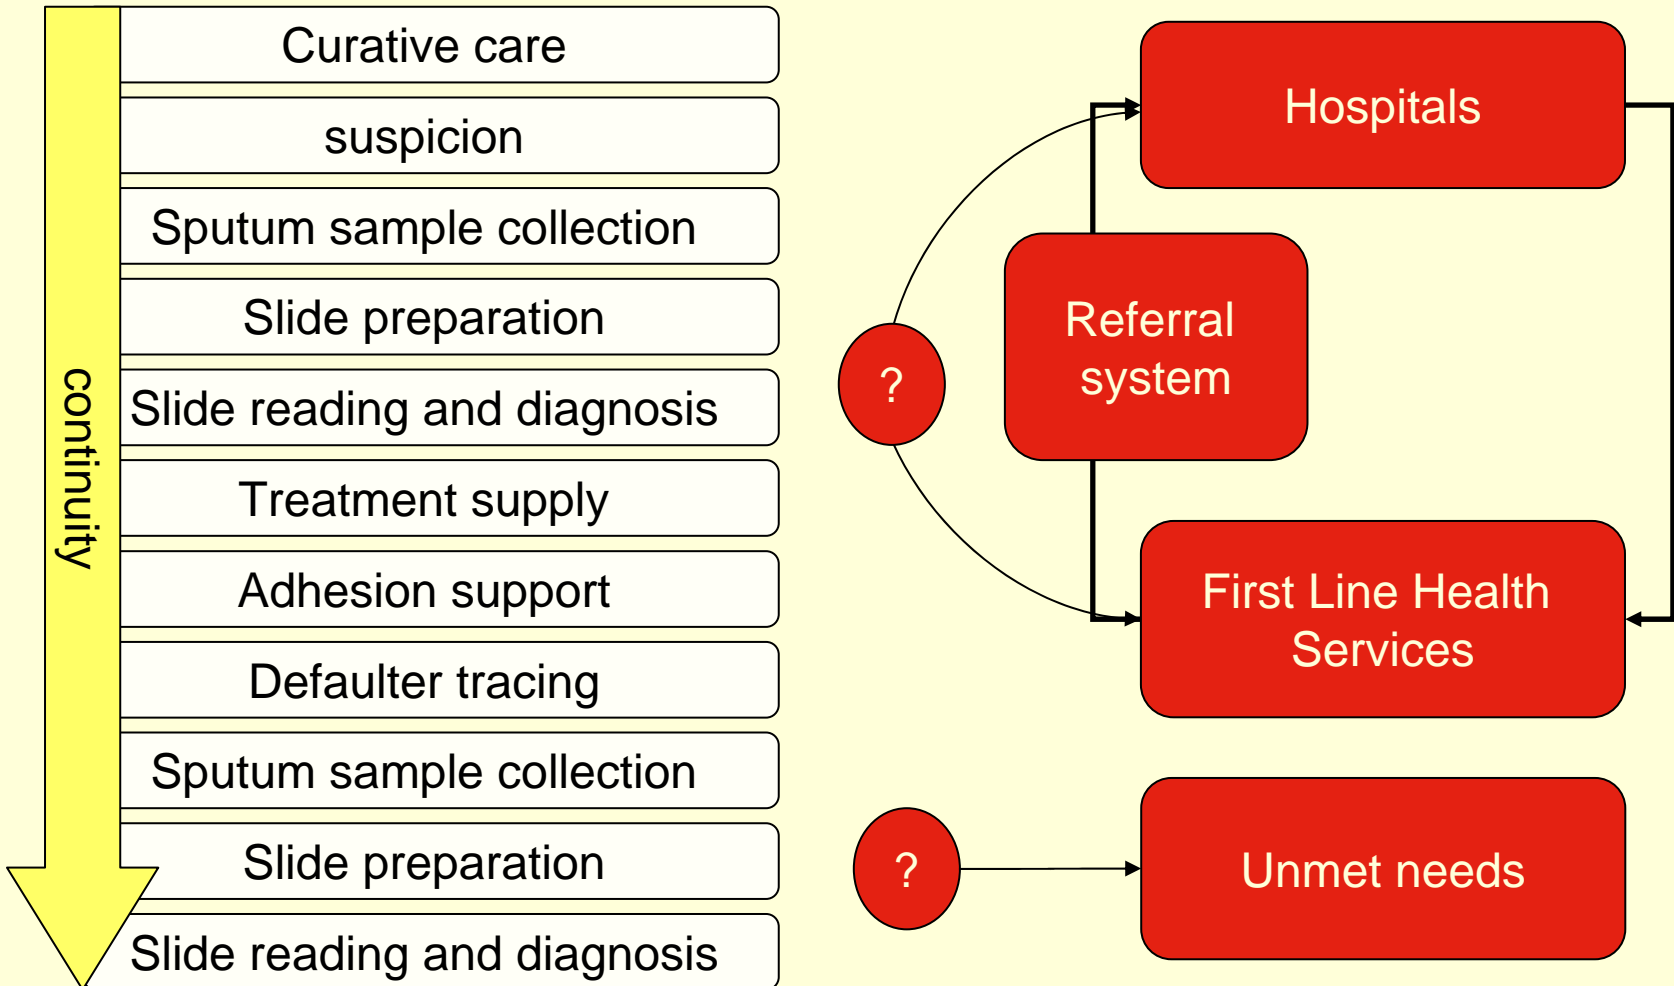 continuity
Curative care
suspicion
Sputum sample collection
Slide preparation
Slide reading and diagnosis
Treatment supply
Adhesion support
Defaulter tracing
Sputum sample collection
Slide preparation
Slide reading and diagnosis
Hospitals
Referral
system
?
First Line Health
Services
?
Unmet needs